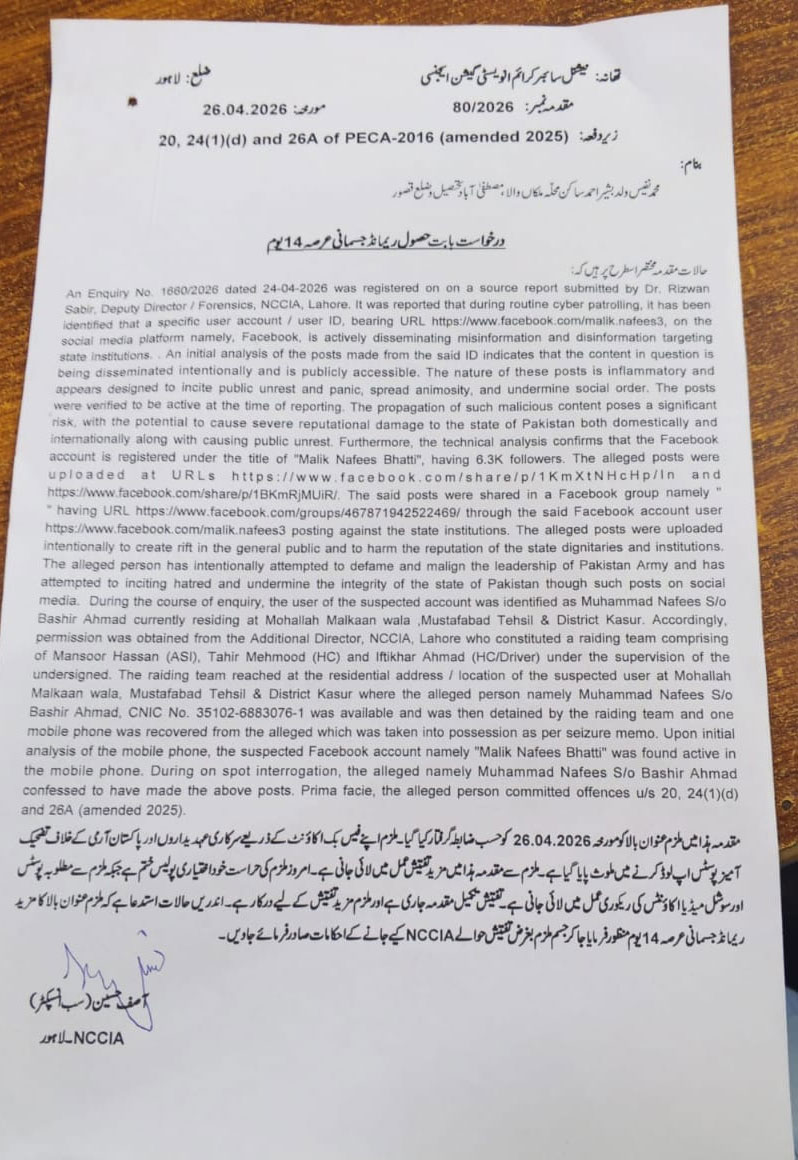 تھانہ: نیشنل سائبر کرائم انویسٹی گیشن ایجنسی ضلع: لاہور
مقدمہ نمبر: 80/2026 مورخہ: 26.04.2026
زیردفعہ: 20, 24(1)(d) and 26A of PECA-2016 (amended 2025)
بنام:
محمد نفیس ولد بشیر احمد ساکن محلہ ملکاں والا، مصطفیٰ آباد تحصیل و ضلع قصور
درخواست بابت حصول ریمانڈ جسمانی عرصہ 14 یوم
حالات مقدمہ مختصر اسطرح پر ہیں کہ:
An Enquiry No. 1660/2026 dated 24-04-2026 was registered on on a source report submitted by Dr. Rizwan
Sabir, Deputy Director / Forensics, NCCIA, Lahore. It was reported that during routine cyber patrolling, it has been
identified that a specific user account / user ID, bearing URL https://www.facebook.com/malik.nafees3, on the
social media platform namely, Facebook, is actively disseminating misinformation and disinformation targeting
state institutions. . An initial analysis of the posts made from the said ID indicates that the content in question is
being disseminated intentionally and is publicly accessible. The nature of these posts is inflammatory and
appears designed to incite public unrest and panic, spread animosity, and undermine social order. The posts
were verified to be active at the time of reporting. The propagation of such malicious content poses a significant
risk, with the potential to cause severe reputational damage to the state of Pakistan both domestically and
internationally along with causing public unrest. Furthermore, the technical analysis confirms that the Facebook
account is registered under the title of "Malik Nafees Bhatti", having 6.3K followers. The alleged posts were
uploaded at URLs https://www.facebook.com/share/p/1KmXtNHcHp/In and
https://www.facebook.com/share/p/1BKmRjMUiR/. The said posts were shared in a Facebook group namely "
" having URL https://www.facebook.com/groups/467871942522469/ through the said Facebook account user
https://www.facebook.com/malik.nafees3 posting against the state institutions. The alleged posts were uploaded
intentionally to create rift in the general public and to harm the reputation of the state dignitaries and institutions.
The alleged person has intentionally attempted to defame and malign the leadership of Pakistan Army and has
attempted to inciting hatred and undermine the integrity of the state of Pakistan though such posts on social
media. During the course of enquiry, the user of the suspected account was identified as Muhammad Nafees S/o
Bashir Ahmad currently residing at Mohallah Malkaan wala ,Mustafabad Tehsil & District Kasur. Accordingly,
permission was obtained from the Additional Director, NCCIA, Lahore who constituted a raiding team comprising
of Mansoor Hassan (ASI), Tahir Mehmood (HC) and Iftikhar Ahmad (HC/Driver) under the supervision of the
undersigned. The raiding team reached at the residential address / location of the suspected user at Mohallah
Malkaan wala, Mustafabad Tehsil & District Kasur where the alleged person namely Muhammad Nafees S/o
Bashir Ahmad, CNIC No. 35102-6883076-1 was available and was then detained by the raiding team and one
mobile phone was recovered from the alleged which was taken into possession as per seizure memo. Upon initial
analysis of the mobile phone, the suspected Facebook account namely "Malik Nafees Bhatti" was found active in
the mobile phone. During on spot interrogation, the alleged namely Muhammad Nafees S/o Bashir Ahmad
confessed to have made the above posts. Prima facie, the alleged person committed offences u/s 20, 24(1)(d)
and 26A (amended 2025).
مقدمہ ہذا میں ملزم عنوان بالا کو مورخہ 26.04.2026 کو حسب ضابطہ گرفتار کیا گیا۔ ملزم اپنے فیس بک اکاؤنٹ کے ذریعے سرکاری عہدیداروں اور پاکستان آرمی کے خلاف تضحیک
آمیز پوسٹس اپ لوڈ کرنے میں ملوث پایا گیا ہے۔ ملزم سے مقدمہ ہذا میں مزید تفتیش عمل میں لائی جانی ہے۔ امروز ملزم کی حراست خود اختیاری پولیس ختم ہے جبکہ ملزم سے مطلوبہ پوسٹس
اور سوشل میڈیا اکاؤنٹس کی ریکوری عمل میں لائی جانی ہے۔ تفتیش تکمیل مقدمہ جاری ہے اور ملزم مزید تفتیش کے لیے درکار ہے۔ اندریں حالات استدعا ہے کہ ملزم عنوان بالا کا مزید
ریمانڈ جسمانی عرصہ 14 یوم منظور فرمایا جا کر جسم ملزم بغرض تفتیش حوالے NCCIA کیے جانے کے احکامات صادر فرمائے جاویں۔
آصف حسین (سب انسپکٹر)
NCCIA لاہور